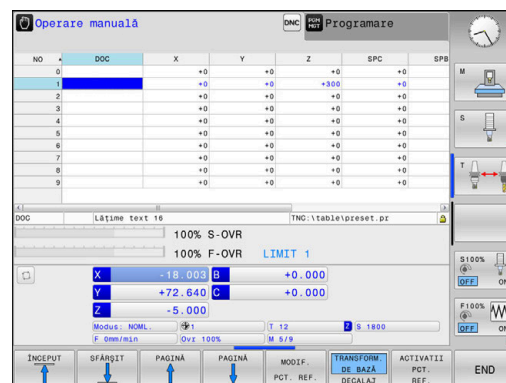 Operare manuală DNC PGM MGT Programare
NO DOC X Y Z SPC SPB
0 +0 +0 +0 +0
1 +0 +0 +300 +0
2 +0 +0 +0 +0
3 +0 +0 +0 +0
4 +0 +0 +0 +0
5 +0 +0 +0 +0
6 +0 +0 +0 +0
7 +0 +0 +0 +0
8 +0 +0 +0 +0
9 +0 +0 +0 +0
DOC Lăţime text 16 TNC:\table\preset.pr
100% S-OVR
100% F-OVR LIMIT 1
X -18.003 B +0.000
Y +72.640 C +0.000
Z -5.000
Modus: NOML. 1 T 12 Z S 1800
F 0mm/min Ovr 100% M 5/9
M
S
T
S100%
OFF ON
F100%
OFF ON
ÎNCEPUT SFÂRŞIT PAGINĂ PAGINĂ MODIF. PCT. REF. TRANSFORM. DE BAZĂ DECALAJ ACTIVATII PCT. REF. END